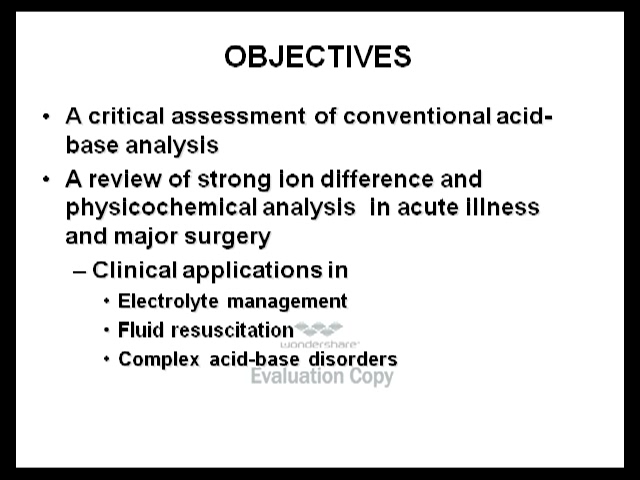 OBJECTIVES
• A critical assessment of conventional acid-
base analysis
• A review of strong ion difference and
physicochemical analysis in acute illness
and major surgery
– Clinical applications in
• Electrolyte management
• Fluid resuscitation
wondershare
• Complex acid-base disorders
Evaluation Copy